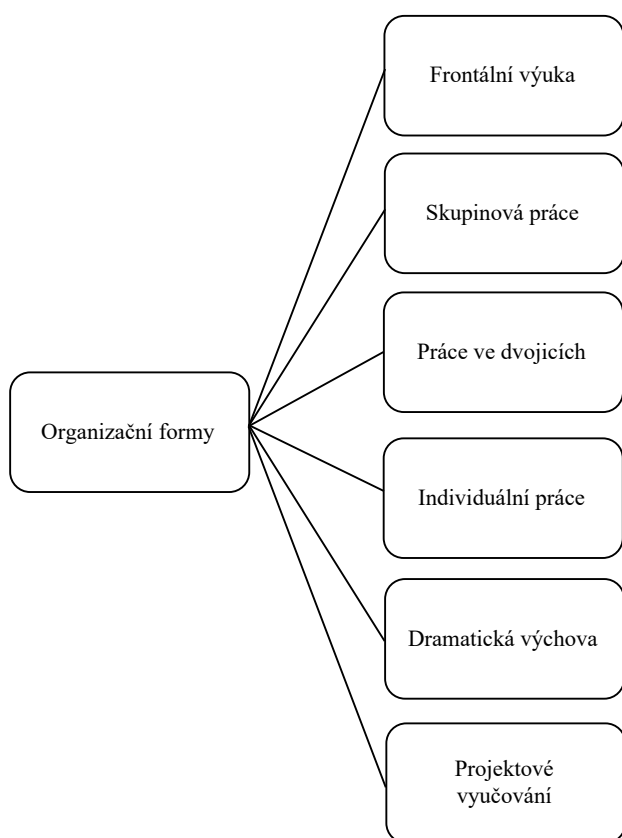 Frontální výuka
Skupinová práce
Práce ve dvojicích
Organizační formy
Individuální práce
Dramatická výchova
Projektové
vyučování